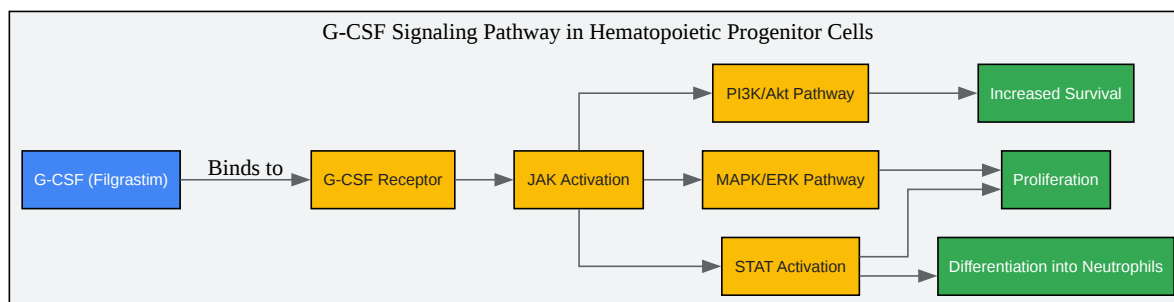 G-CSF Signaling Pathway in Hematopoietic Progenitor Cells
PI3K/Akt Pathway
Increased Survival
G-CSF (Filgrastim)
Binds to
G-CSF Receptor
JAK Activation
MAPK/ERK Pathway
Proliferation
STAT Activation
Differentiation into Neutrophils